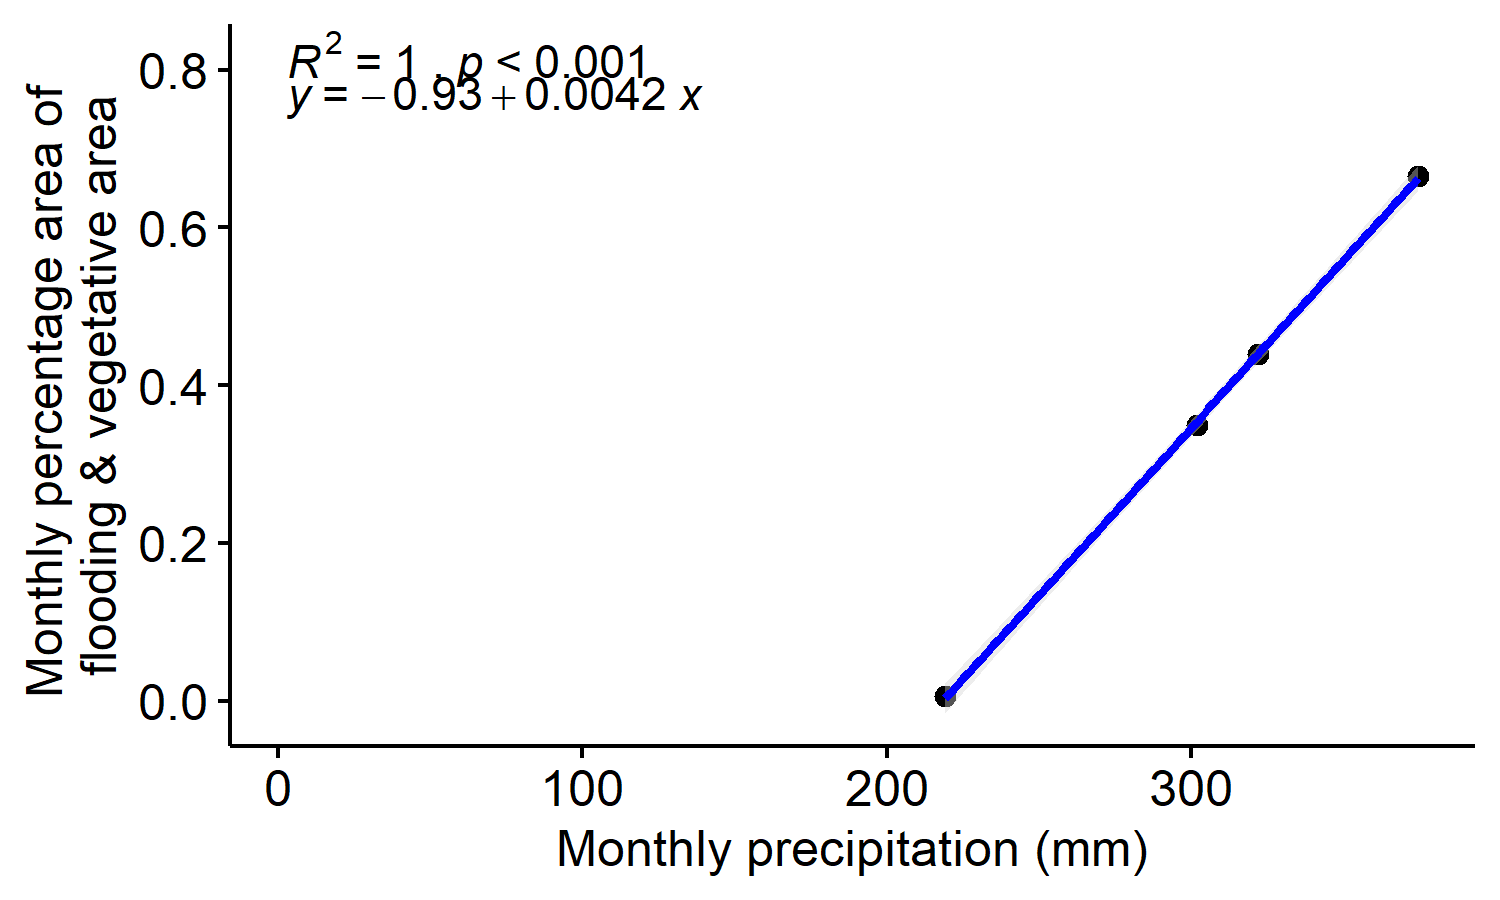 R² = 1 , p < 0.001
y = −0.93 + 0.0042 x
0.8
0.6
0.4
0.2
0.0
Monthly percentage area of
flooding & vegetative area
0 100 200 300
Monthly precipitation (mm)